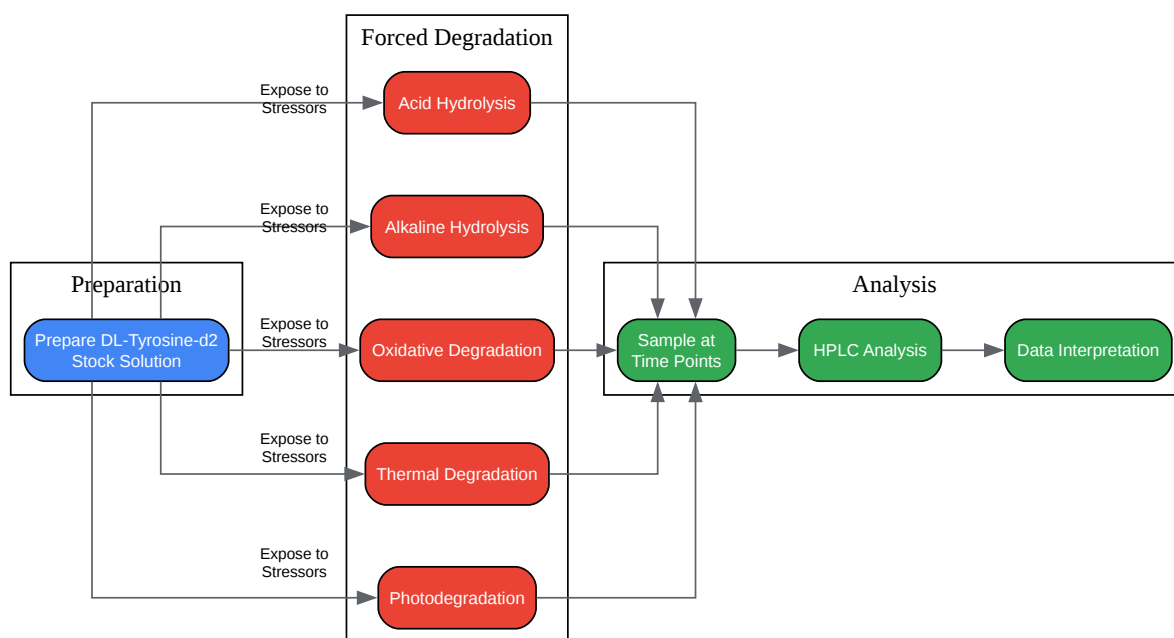 Forced Degradation
Expose to
Stressors
Acid Hydrolysis
Expose to
Stressors
Alkaline Hydrolysis
Preparation
Prepare DL-Tyrosine-d2
Stock Solution
Expose to
Stressors
Oxidative Degradation
Analysis
Sample at
Time Points
HPLC Analysis
Data Interpretation
Expose to
Stressors
Thermal Degradation
Expose to
Stressors
Photodegradation